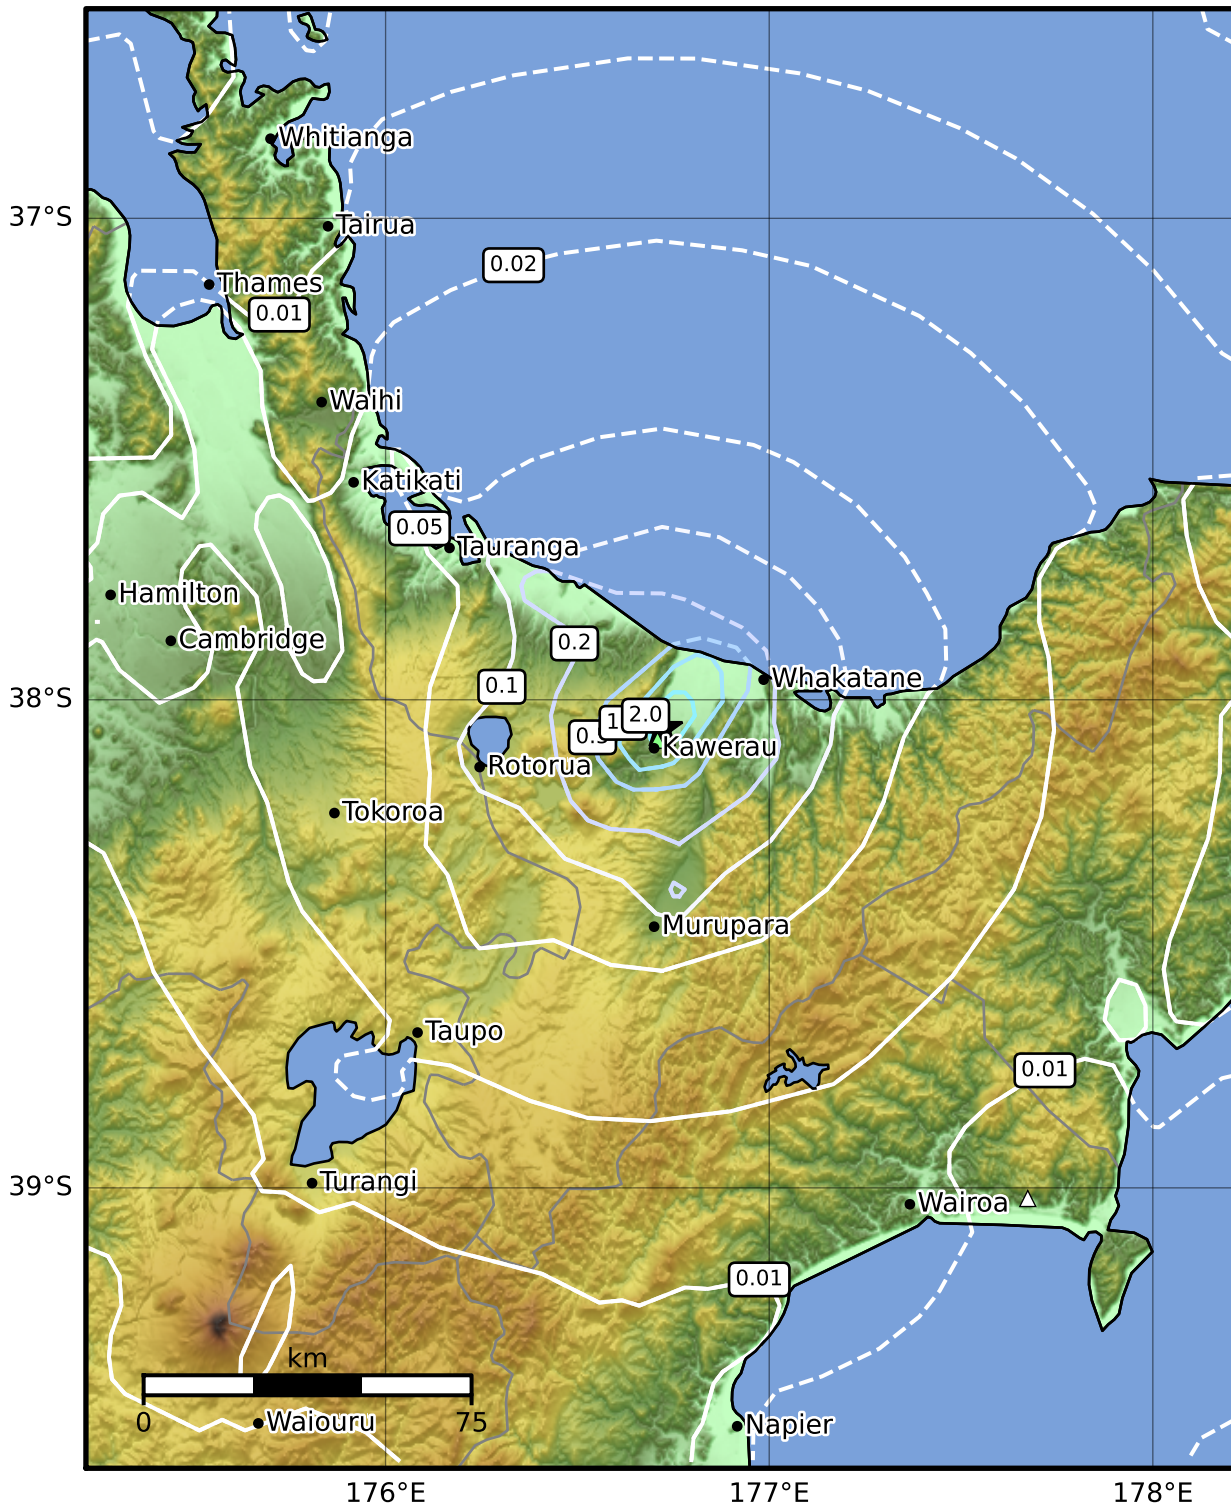 Whitianga
37°S
Tairua
0.02
Thames
0.01
Waihi
Katikati
0.05
Tauranga
Hamilton
Cambridge
0.2
38°S
0.1
Whakatane
2.0
Kawerau
Rotorua
Tokoroa
Murupara
Taupo
0.01
39°S
Turangi
Wairoa
0.01
km
0
75
Waiouru
Napier
176°E
177°E
178°E